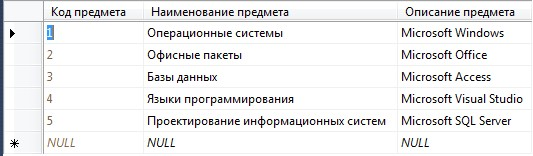 Код предмета Наименование предмета Описание предмета
1 Операционные системы Microsoft Windows
2 Офисные пакеты Microsoft Office
3 Базы данных Microsoft Access
4 Языки программирования Microsoft Visual Studio
5 Проектирование информационных систем Microsoft SQL Server
NULL NULL NULL